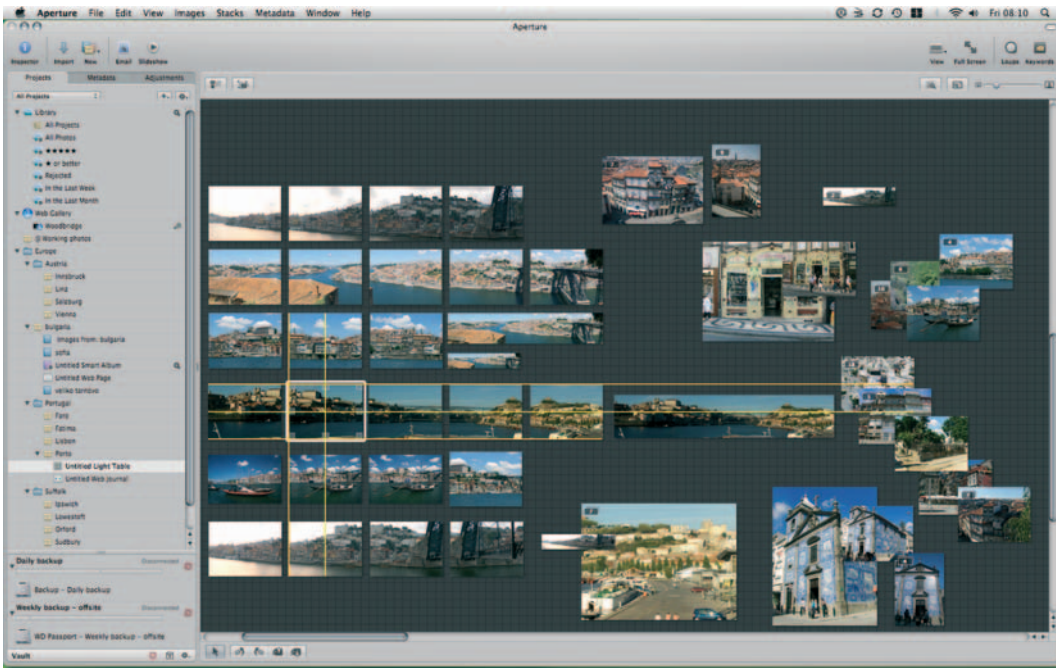 Aperture File Edit View Images Stacks Metadata Window Help
Fri 08:10
Aperture
Inspector Import New Email Slideshow
View Full Screen Loupe Keywords
Projects Metadata Adjustments
All Projects
Library
All Projects
All Photos
★★★★★
★ or better
Rejected
In the Last Week
In the Last Month
Web Gallery
Woodbridge
@ Working photos
Europe
Austria
Innsbruck
Linz
Salzburg
Vienna
Bulgaria
Images from: bulgaria
sofia
Untitled Smart Album
Untitled Web Page
veliko tarnovo
Portugal
Faro
Fatima
Lisbon
Porto
Untitled Light Table
Untitled Web Journal
Suffolk
Ipswich
Lowestoft
Orford
Sudbury
Daily backup Disconnected
Backup - Daily backup
Weekly backup - offsite Disconnected
WD Passport - Weekly backup - offsite
Vault